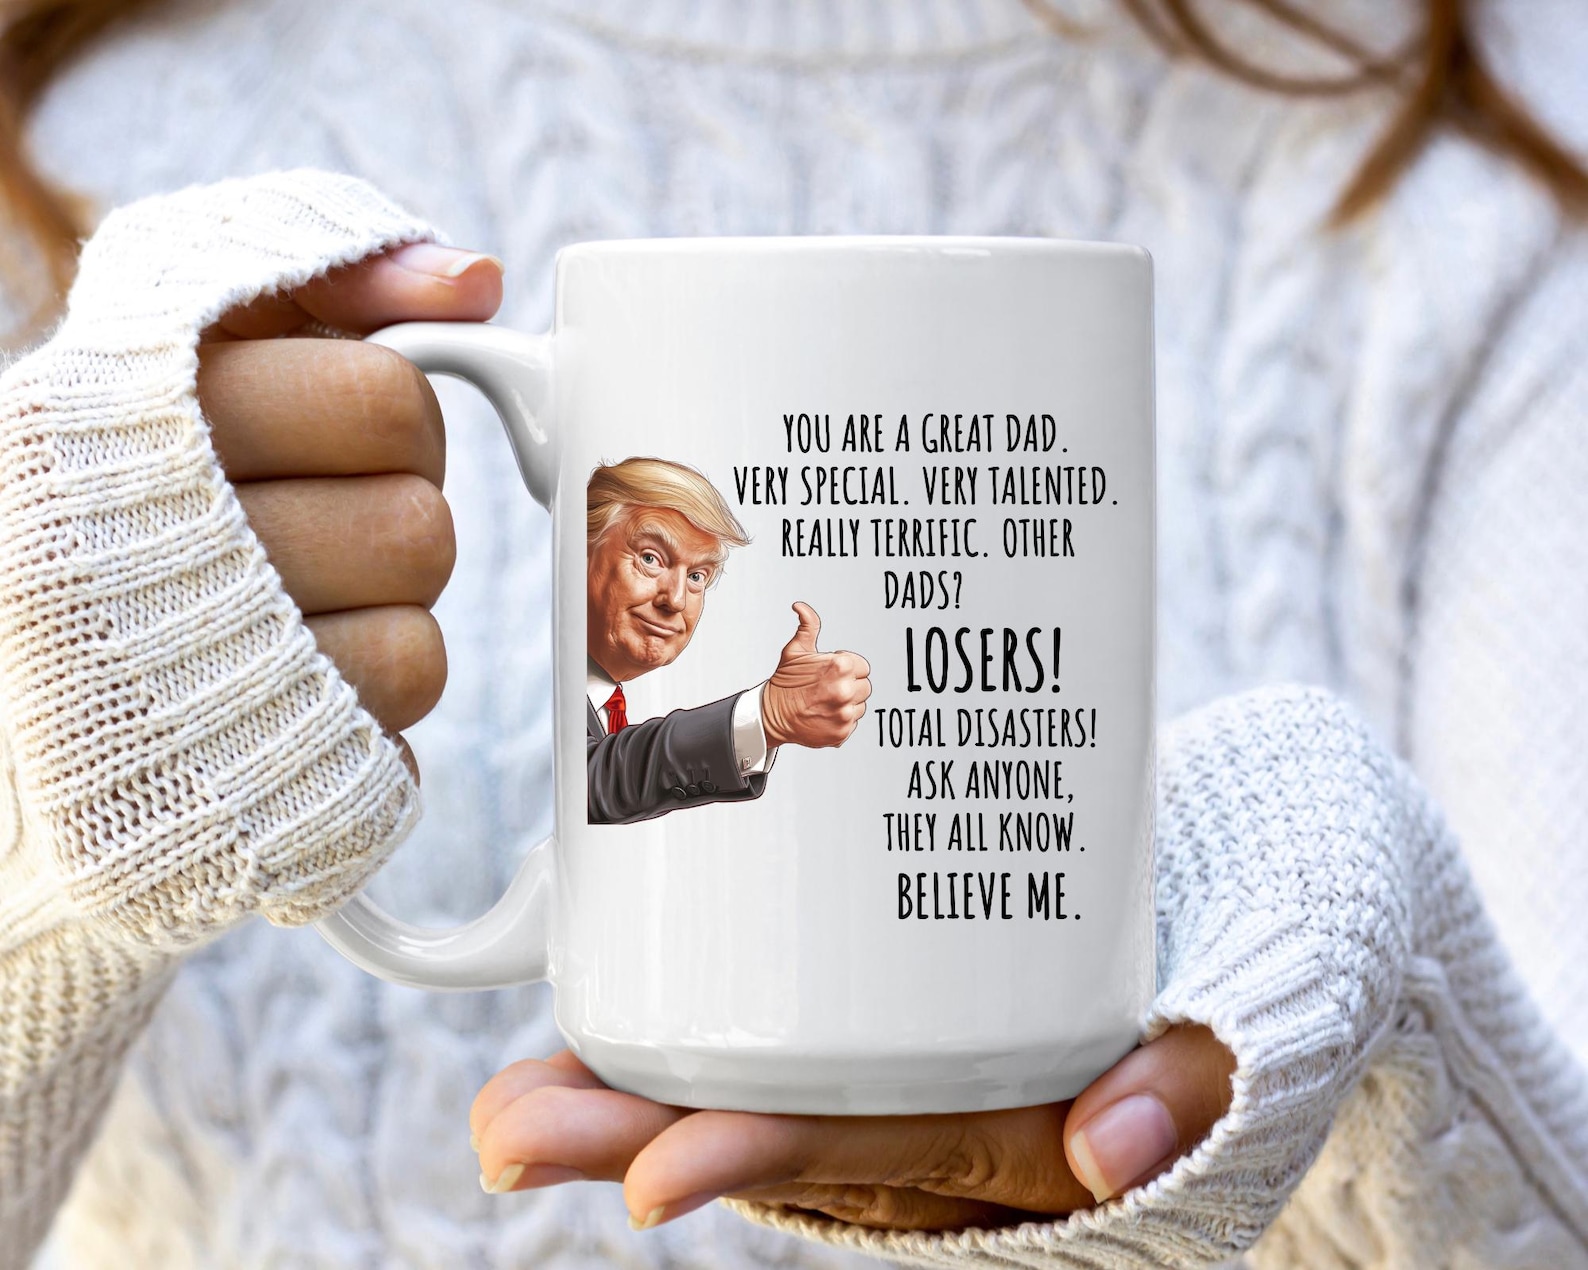 YOU ARE A GREAT DAD.
VERY SPECIAL. VERY TALENTED.
REALLY TERRIFIC. OTHER
DADS?
LOSERS!
TOTAL DISASTERS!
ASK ANYONE,
THEY ALL KNOW.
BELIEVE ME.